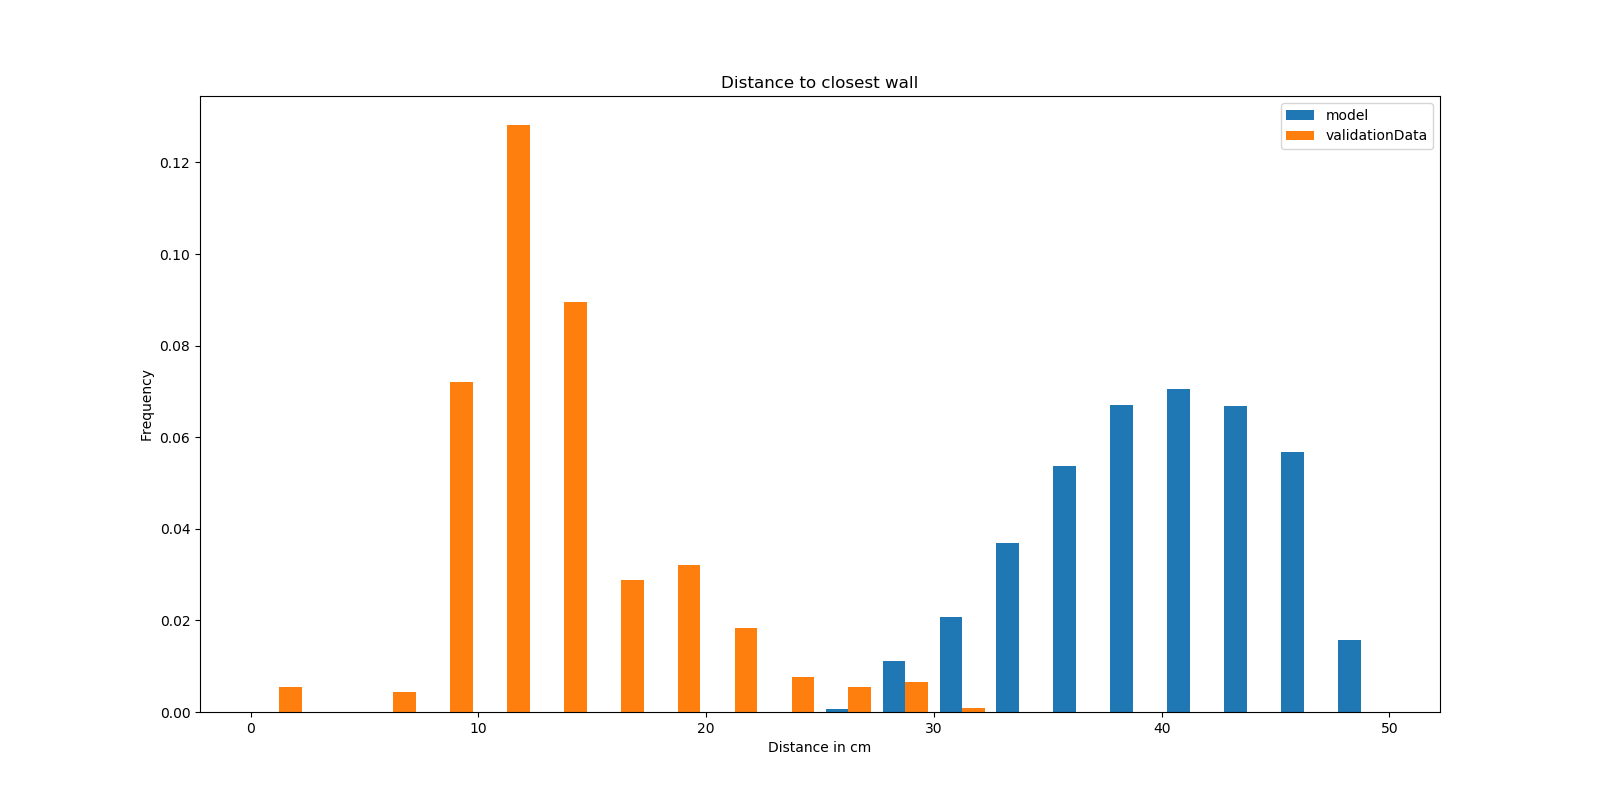 Distance to closest wall
model
validationData
0.12
0.10
0.08
0.06
0.04
0.02
0.00
Frequency
0 10 20 30 40 50
Distance in cm